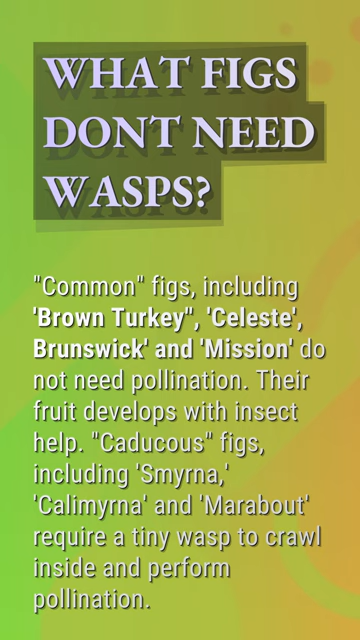 WHAT FIGS
DONT NEED
WASPS?
"Common" figs, including
'Brown Turkey", 'Celeste',
Brunswick' and 'Mission' do
not need pollination. Their
fruit develops with insect
help. "Caducous" figs,
including 'Smyrna,'
'Calimyrna' and 'Marabout'
require a tiny wasp to crawl
inside and perform
pollination.